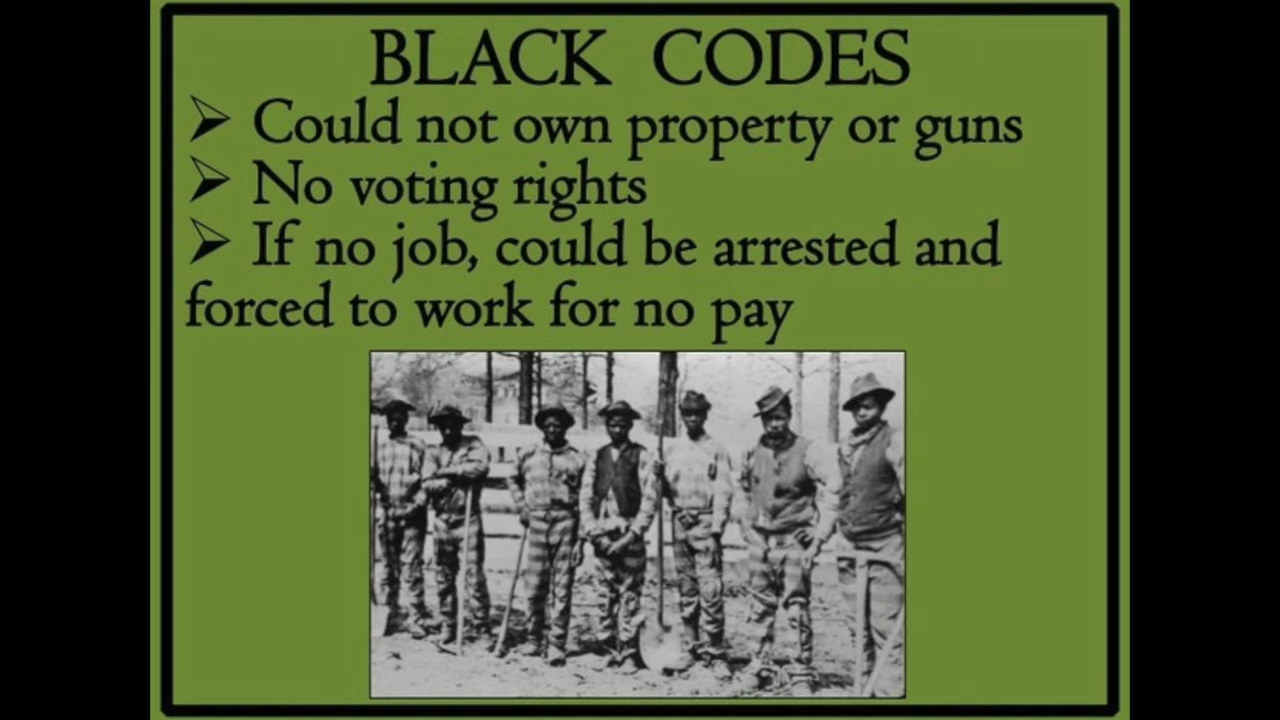 BLACK CODES
➢ Could not own property or guns
➢ No voting rights
➢ If no job, could be arrested and
forced to work for no pay